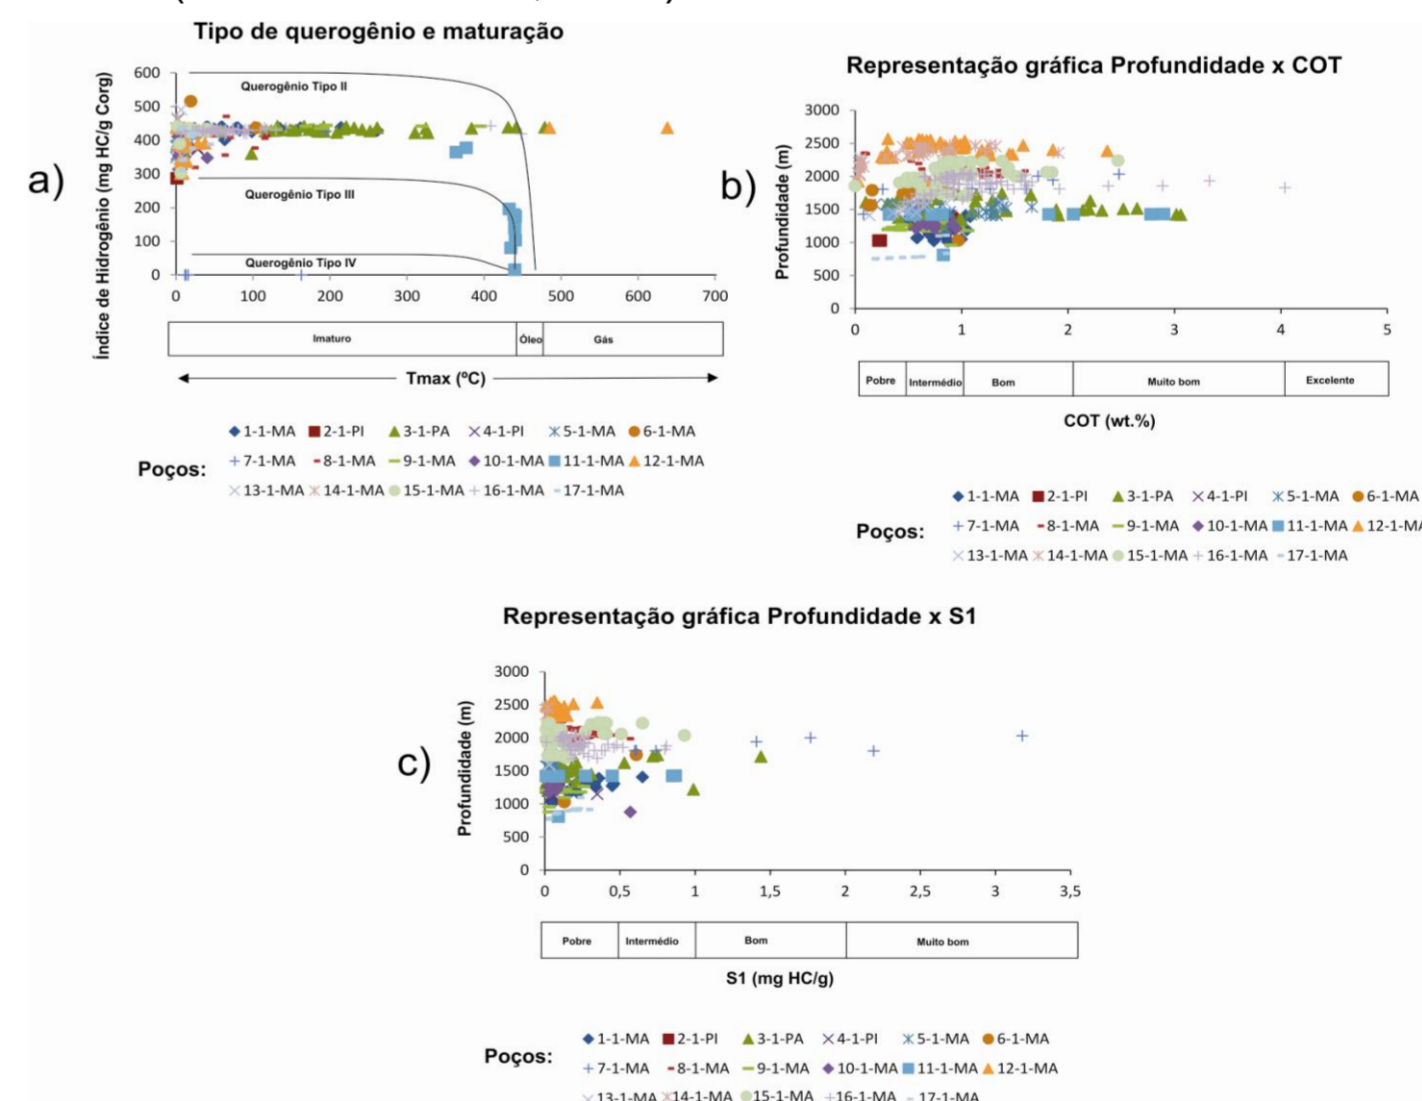 Tipo de querogênio e maturação
Índice de Hidrogênio (mg HC/g Corg)
600
500
400
300
200
100
0
Querogênio Tipo II
Querogênio Tipo III
Querogênio Tipo IV
0 100 200 300 400 500 600 700
Imaturo Óleo Gás
Tmax (ºC)
a)
Poços:
1-1-MA 2-1-PI 3-1-PA 4-1-PI 5-1-MA 6-1-MA
7-1-MA 8-1-MA 9-1-MA 10-1-MA 11-1-MA 12-1-MA
13-1-MA 14-1-MA 15-1-MA 16-1-MA 17-1-MA
Representação gráfica Profundidade x COT
b)
Profundidade (m)
3000
2500
2000
1500
1000
500
0
0 1 2 3 4 5
Pobre Intermédio Bom Muito bom Excelente
COT (wt.%)
Poços:
1-1-MA 2-1-PI 3-1-PA 4-1-PI 5-1-MA 6-1-MA
7-1-MA 8-1-MA 9-1-MA 10-1-MA 11-1-MA 12-1-MA
13-1-MA 14-1-MA 15-1-MA 16-1-MA 17-1-MA
Representação gráfica Profundidade x S1
c)
Profundidade (m)
3000
2500
2000
1500
1000
500
0
0 0,5 1 1,5 2 2,5 3 3,5
Pobre Intermédio Bom Muito bom
S1 (mg HC/g)
Poços:
1-1-MA 2-1-PI 3-1-PA 4-1-PI 5-1-MA 6-1-MA
7-1-MA 8-1-MA 9-1-MA 10-1-MA 11-1-MA 12-1-MA
13-1-MA 14-1-MA 15-1-MA 16-1-MA 17-1-MA